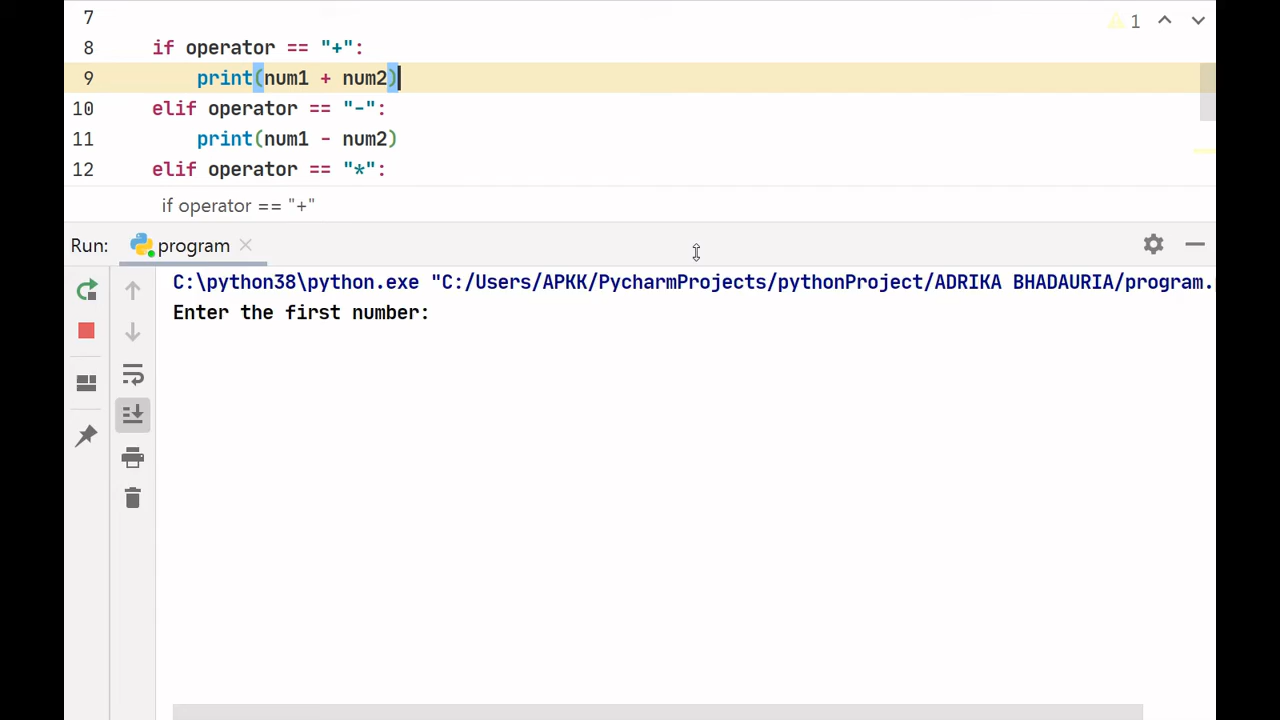 7
1
8 if operator == "+":
9 print(num1 + num2)
10 elif operator == "-":
11 print(num1 - num2)
12 elif operator == "*":
if operator == "+"
Run: program
C:\python38\python.exe "C:/Users/APKK/PycharmProjects/pythonProject/ADRIKA BHADAURIA/program.
Enter the first number: